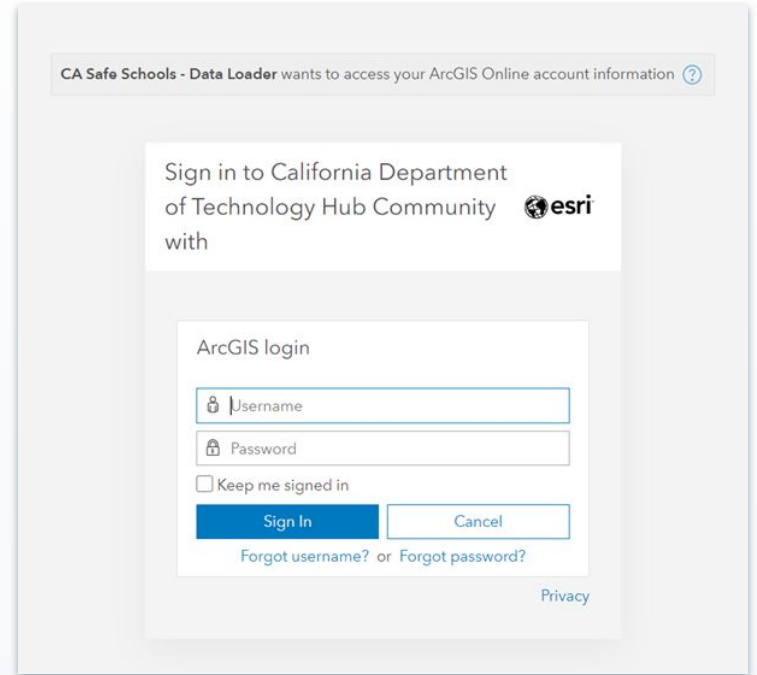 CA Safe Schools - Data Loader wants to access your ArcGIS Online account information ?
Sign in to California Department
of Technology Hub Community
with
esri
ArcGIS login
Username
Password
Keep me signed in
Sign In
Cancel
Forgot username? or Forgot password?
Privacy